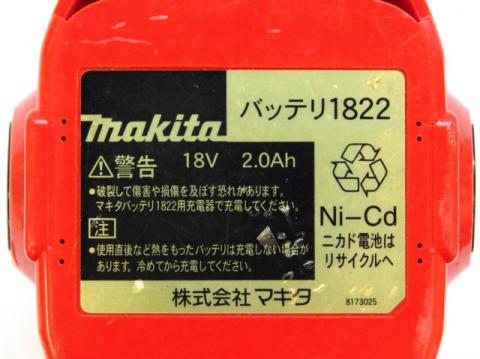 makita
バッテリ1822
⚠警告 18V 2.0Ah
●破裂して傷害や損傷を及ぼす恐れがあります。
マキタバッテリ1822用充電器で充電してください。
注
●使用直後など熱をもったバッテリは充電しない場合が
あります。冷めてから充電してください。
Ni-Cd
ニカド電池は
リサイクルへ
株式会社マキタ
8173025